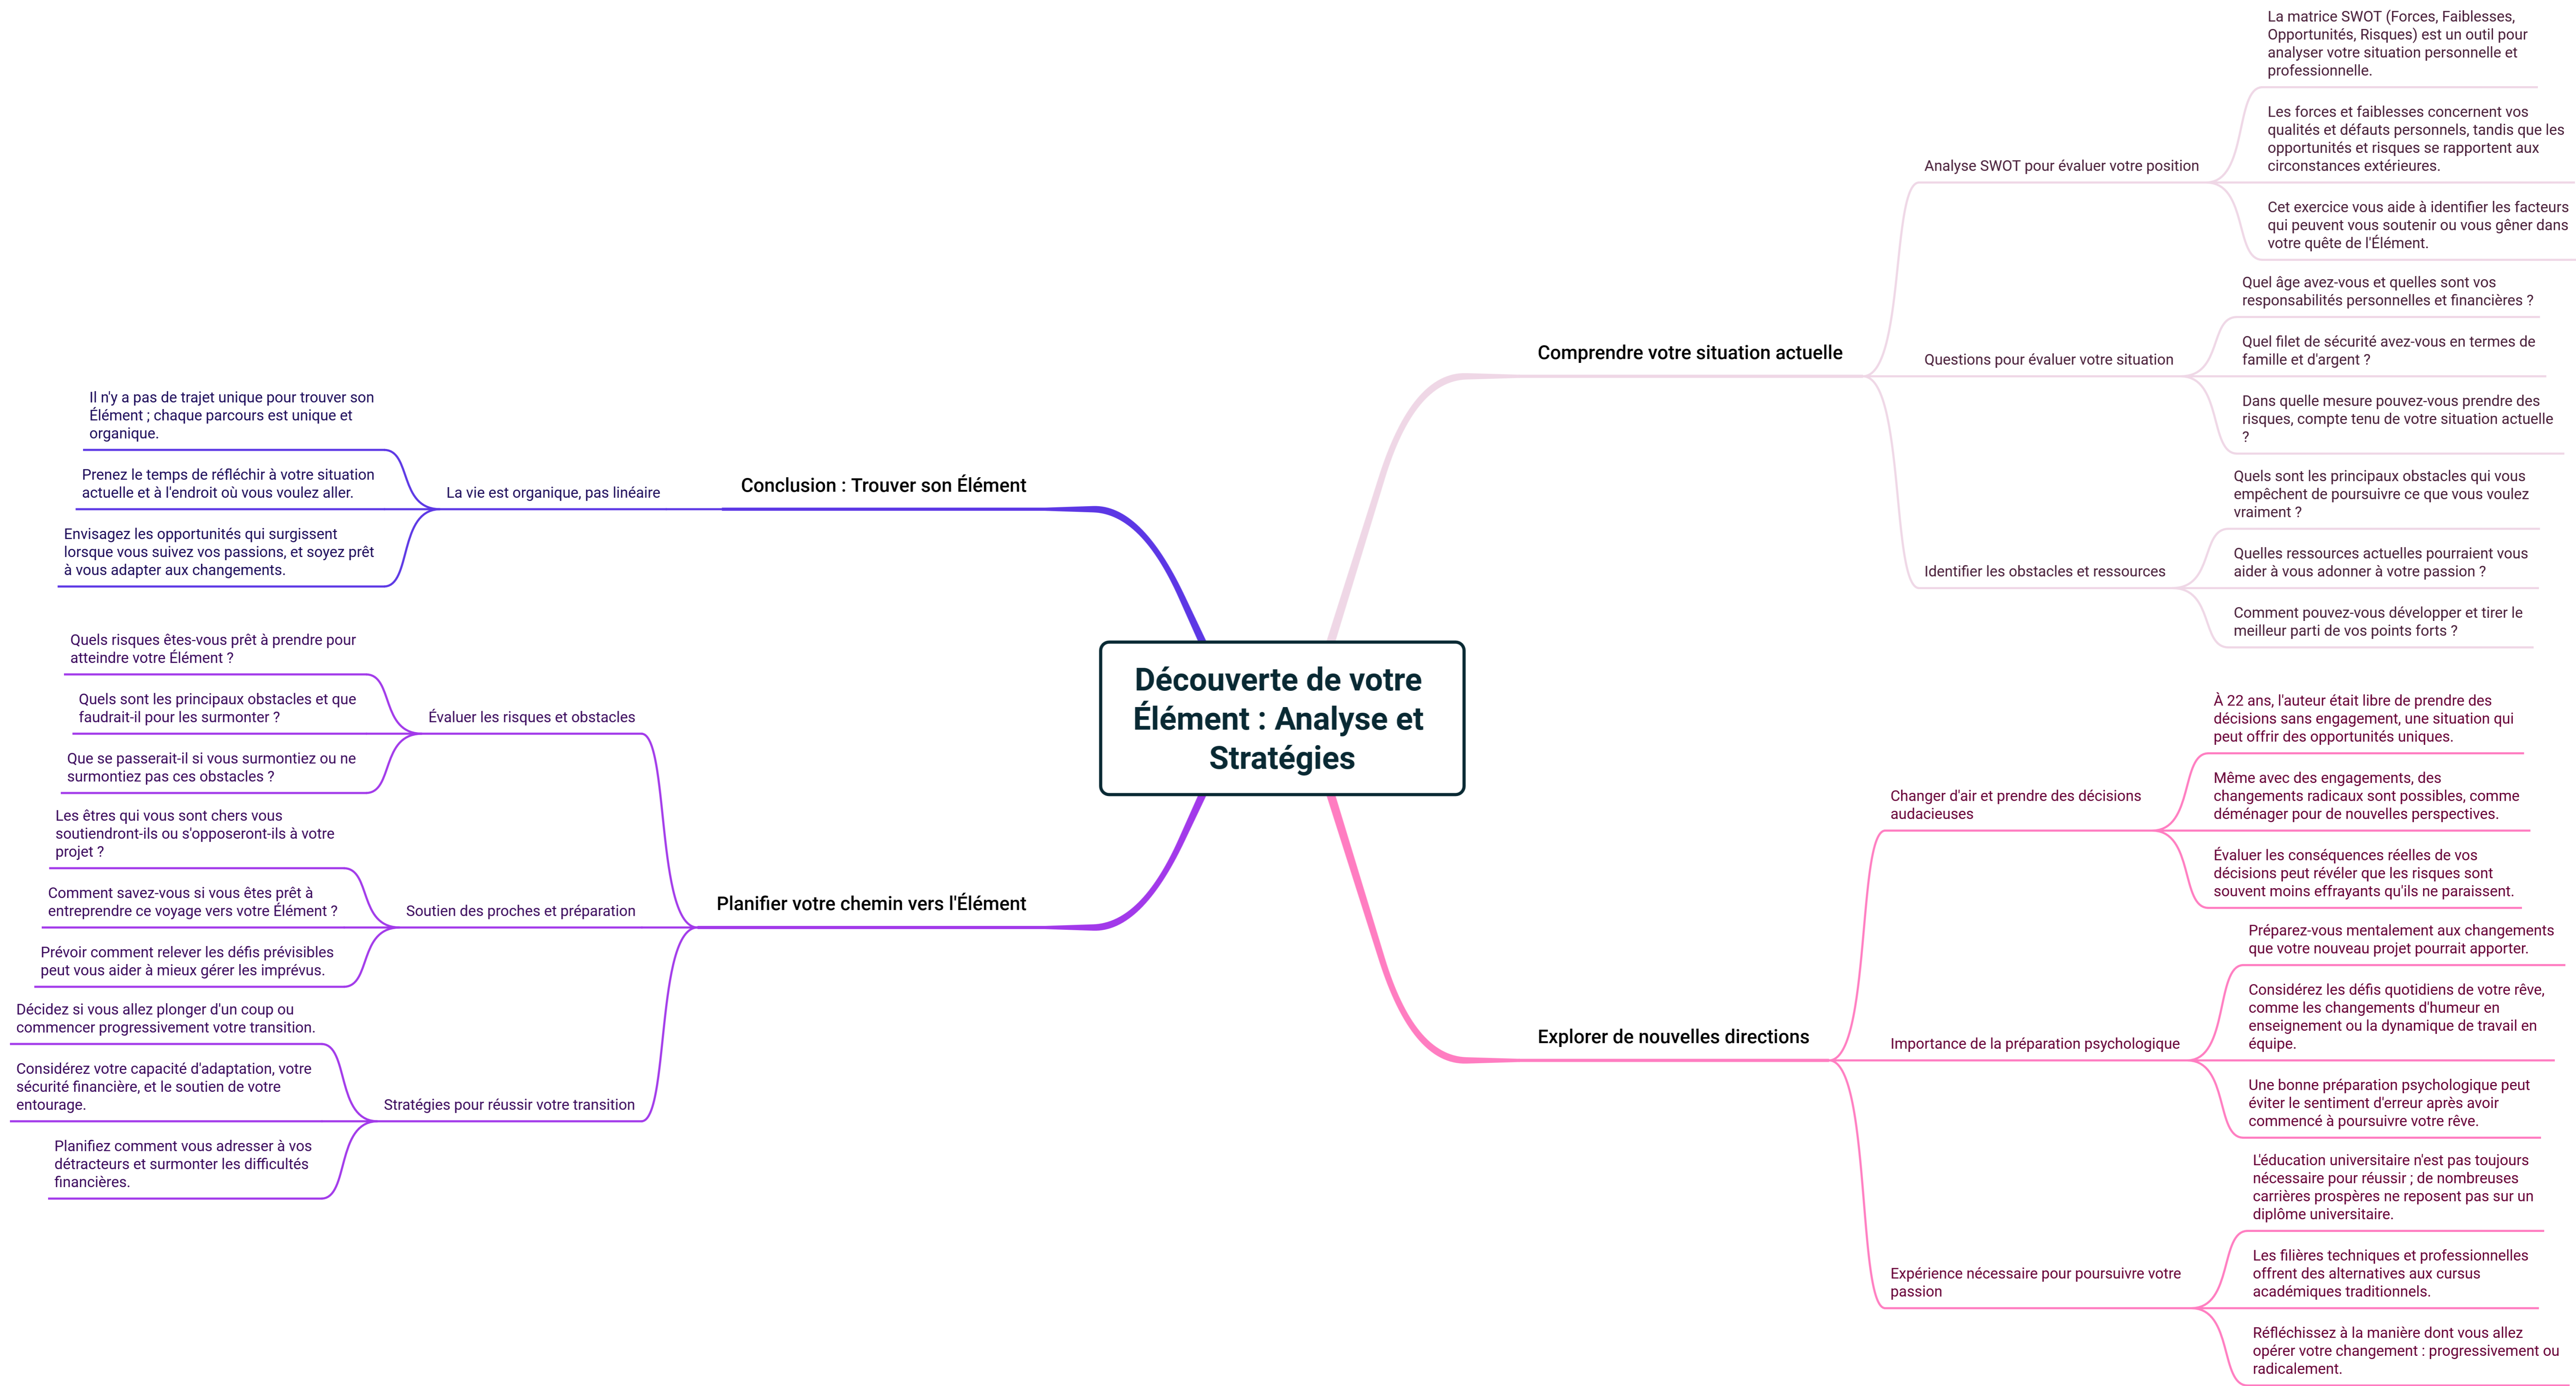 Découverte de votre
Élément : Analyse et
Stratégies
Comprendre votre situation actuelle
Analyse SWOT pour évaluer votre position
La matrice SWOT (Forces, Faiblesses,
Opportunités, Risques) est un outil pour
analyser votre situation personnelle et
professionnelle.
Les forces et faiblesses concernent vos
qualités et défauts personnels, tandis que les
opportunités et risques se rapportent aux
circonstances extérieures.
Cet exercice vous aide à identifier les facteurs
qui peuvent vous soutenir ou vous gêner dans
votre quête de l'Élément.
Questions pour évaluer votre situation
Quel âge avez-vous et quelles sont vos
responsabilités personnelles et financières ?
Quel filet de sécurité avez-vous en termes de
famille et d'argent ?
Dans quelle mesure pouvez-vous prendre des
risques, compte tenu de votre situation actuelle
?
Identifier les obstacles et ressources
Quels sont les principaux obstacles qui vous
empêchent de poursuivre ce que vous voulez
vraiment ?
Quelles ressources actuelles pourraient vous
aider à vous adonner à votre passion ?
Comment pouvez-vous développer et tirer le
meilleur parti de vos points forts ?
Explorer de nouvelles directions
Changer d'air et prendre des décisions
audacieuses
À 22 ans, l'auteur était libre de prendre des
décisions sans engagement, une situation qui
peut offrir des opportunités uniques.
Même avec des engagements, des
changements radicaux sont possibles, comme
déménager pour de nouvelles perspectives.
Évaluer les conséquences réelles de vos
décisions peut révéler que les risques sont
souvent moins effrayants qu'ils ne paraissent.
Importance de la préparation psychologique
Préparez-vous mentalement aux changements
que votre nouveau projet pourrait apporter.
Considérez les défis quotidiens de votre rêve,
comme les changements d'humeur en
enseignement ou la dynamique de travail en
équipe.
Une bonne préparation psychologique peut
éviter le sentiment d'erreur après avoir
commencé à poursuivre votre rêve.
Expérience nécessaire pour poursuivre votre
passion
L'éducation universitaire n'est pas toujours
nécessaire pour réussir ; de nombreuses
carrières prospères ne reposent pas sur un
diplôme universitaire.
Les filières techniques et professionnelles
offrent des alternatives aux cursus
académiques traditionnels.
Réfléchissez à la manière dont vous allez
opérer votre changement : progressivement ou
radicalement.
Planifier votre chemin vers l'Élément
Évaluer les risques et obstacles
Quels risques êtes-vous prêt à prendre pour
atteindre votre Élément ?
Quels sont les principaux obstacles et que
faudrait-il pour les surmonter ?
Que se passerait-il si vous surmontiez ou ne
surmontiez pas ces obstacles ?
Soutien des proches et préparation
Les êtres qui vous sont chers vous
soutiendront-ils ou s'opposeront-ils à votre
projet ?
Comment savez-vous si vous êtes prêt à
entreprendre ce voyage vers votre Élément ?
Prévoir comment relever les défis prévisibles
peut vous aider à mieux gérer les imprévus.
Stratégies pour réussir votre transition
Décidez si vous allez plonger d'un coup ou
commencer progressivement votre transition.
Considérez votre capacité d'adaptation, votre
sécurité financière, et le soutien de votre
entourage.
Planifiez comment vous adresser à vos
détracteurs et surmonter les difficultés
financières.
Conclusion : Trouver son Élément
La vie est organique, pas linéaire
Il n'y a pas de trajet unique pour trouver son
Élément ; chaque parcours est unique et
organique.
Prenez le temps de réfléchir à votre situation
actuelle et à l'endroit où vous voulez aller.
Envisagez les opportunités qui surgissent
lorsque vous suivez vos passions, et soyez prêt
à vous adapter aux changements.